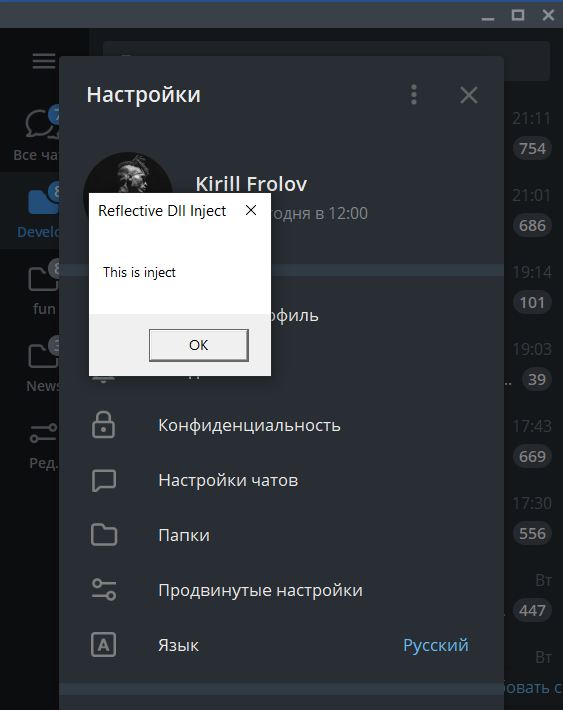 Настройки
21:11
754
Все ча
Kirill Frolov
21:01
одня в 12:00
686
Reflective Dll Inject
Develo
This is inject
19:14
101
fun
офиль
OK
19:03
39
News
Конфиденциальность
17:43
669
Ред.
Настройки чатов
17:30
556
Папки
Вт
Продвинутые настройки
447
Язык
Русский
Вт
овать с